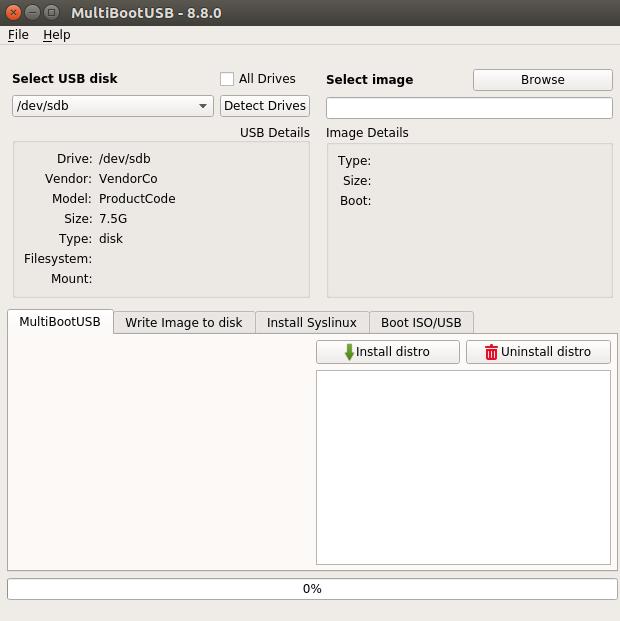 MultiBootUSB - 8.8.0
File Help
Select USB disk All Drives Select image Browse
/dev/sdb Detect Drives
USB Details Image Details
Drive: /dev/sdb
Vendor: VendorCo
Model: ProductCode
Size: 7.5G
Type: disk
Filesystem:
Mount:
Type:
Size:
Boot:
MultiBootUSB Write Image to disk Install Syslinux Boot ISO/USB
Install distro Uninstall distro
0%